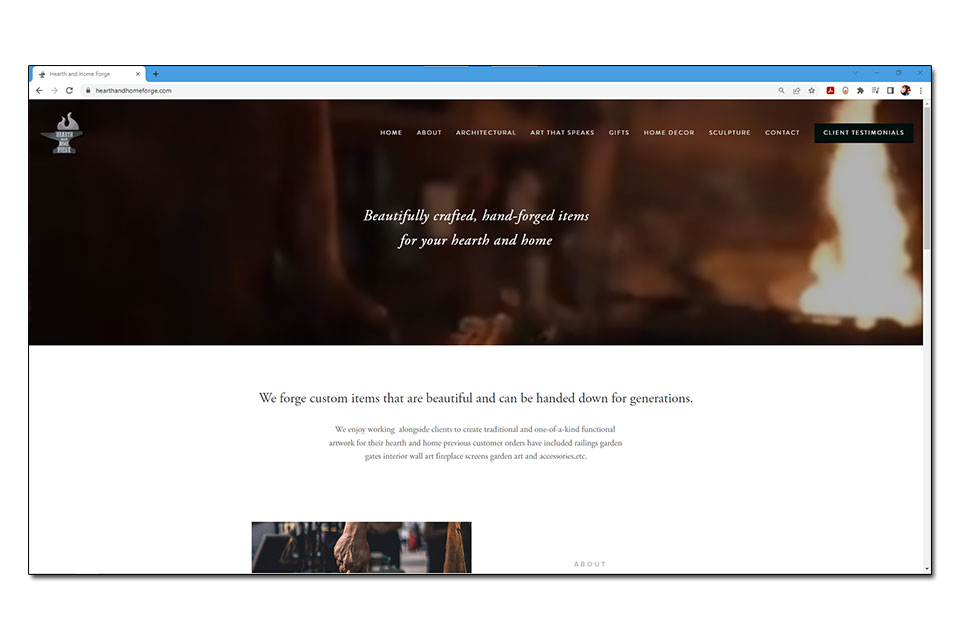 Hearth and Home Forge
hearthandhomeforge.com
HEARTH
AND
HOME
FORGE
HOME ABOUT ARCHITECTURAL ART THAT SPEAKS GIFTS HOME DECOR SCULPTURE CONTACT CLIENT TESTIMONIALS
Beautifully crafted, hand-forged items
for your hearth and home
We forge custom items that are beautiful and can be handed down for generations.
We enjoy working alongside clients to create traditional and one-of-a-kind functional
artwork for their hearth and home previous customer orders have included railings garden
gates interior wall art fireplace screens garden art and accessories,etc.
ABOUT